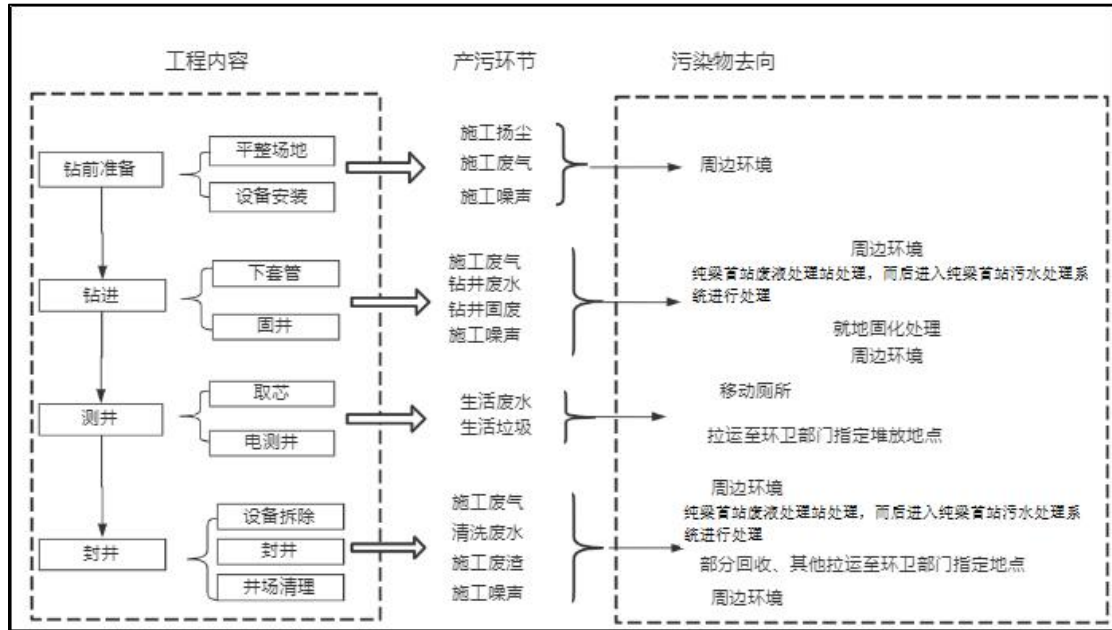 工程内容
产污环节
污染物去向
钻前准备
平整场地
设备安装
施工扬尘
施工废气
施工噪声
周边环境
钻进
下套管
固井
施工废气
钻井废水
钻井固废
施工噪声
周边环境
纯梁首站废液处理站处理，而后进入纯梁首站污水处理系
统进行处理
就地固化处理
周边环境
测井
取芯
电测井
生活废水
生活垃圾
移动厕所
拉运至环卫部门指定堆放地点
封井
设备拆除
封井
井场清理
施工废气
清洗废水
施工废渣
施工噪声
周边环境
纯梁首站废液处理站处理，而后进入纯梁首站污水处理系
统进行处理
部分回收、其他拉运至环卫部门指定地点
周边环境